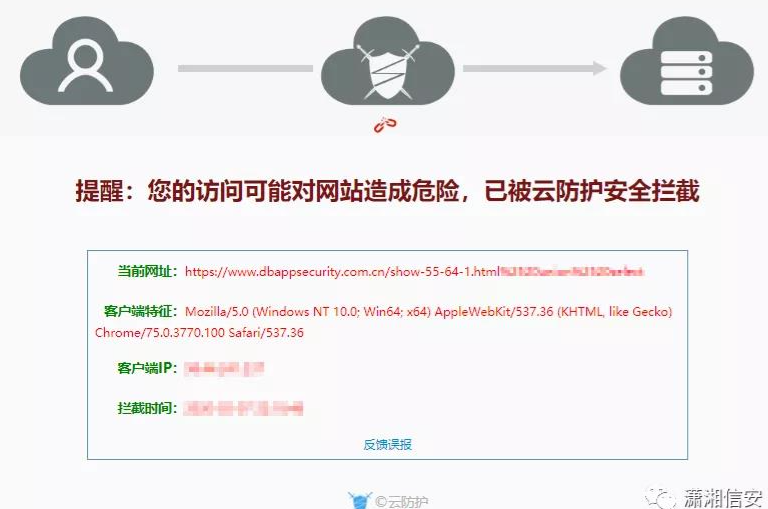 提醒：您的访问可能对网站造成危险，已被云防护安全拦截
当前网址：https://www.dbappsecurity.com.cn/show-55-64-1.html
客户端特征：Mozilla/5.0 (Windows NT 10.0; Win64; x64) AppleWebKit/537.36 (KHTML, like Gecko)
Chrome/75.0.3770.100 Safari/537.36
客户端IP：
拦截时间：
反馈误报
©云防护
潇湘信安